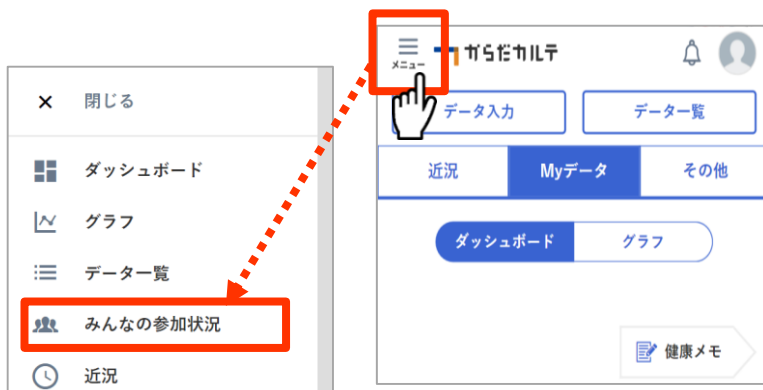 × 閉じる
ダッシュボード
グラフ
データ一覧
みんなの参加状況
近況
メニュー からだカルテ
データ入力 データ一覧
近況 Myデータ その他
ダッシュボード グラフ
健康メモ